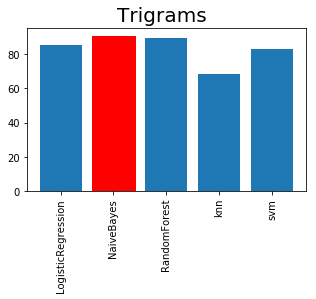 Trigrams
80
60
40
20
0
LogisticRegression
NaiveBayes
RandomForest
knn
svm